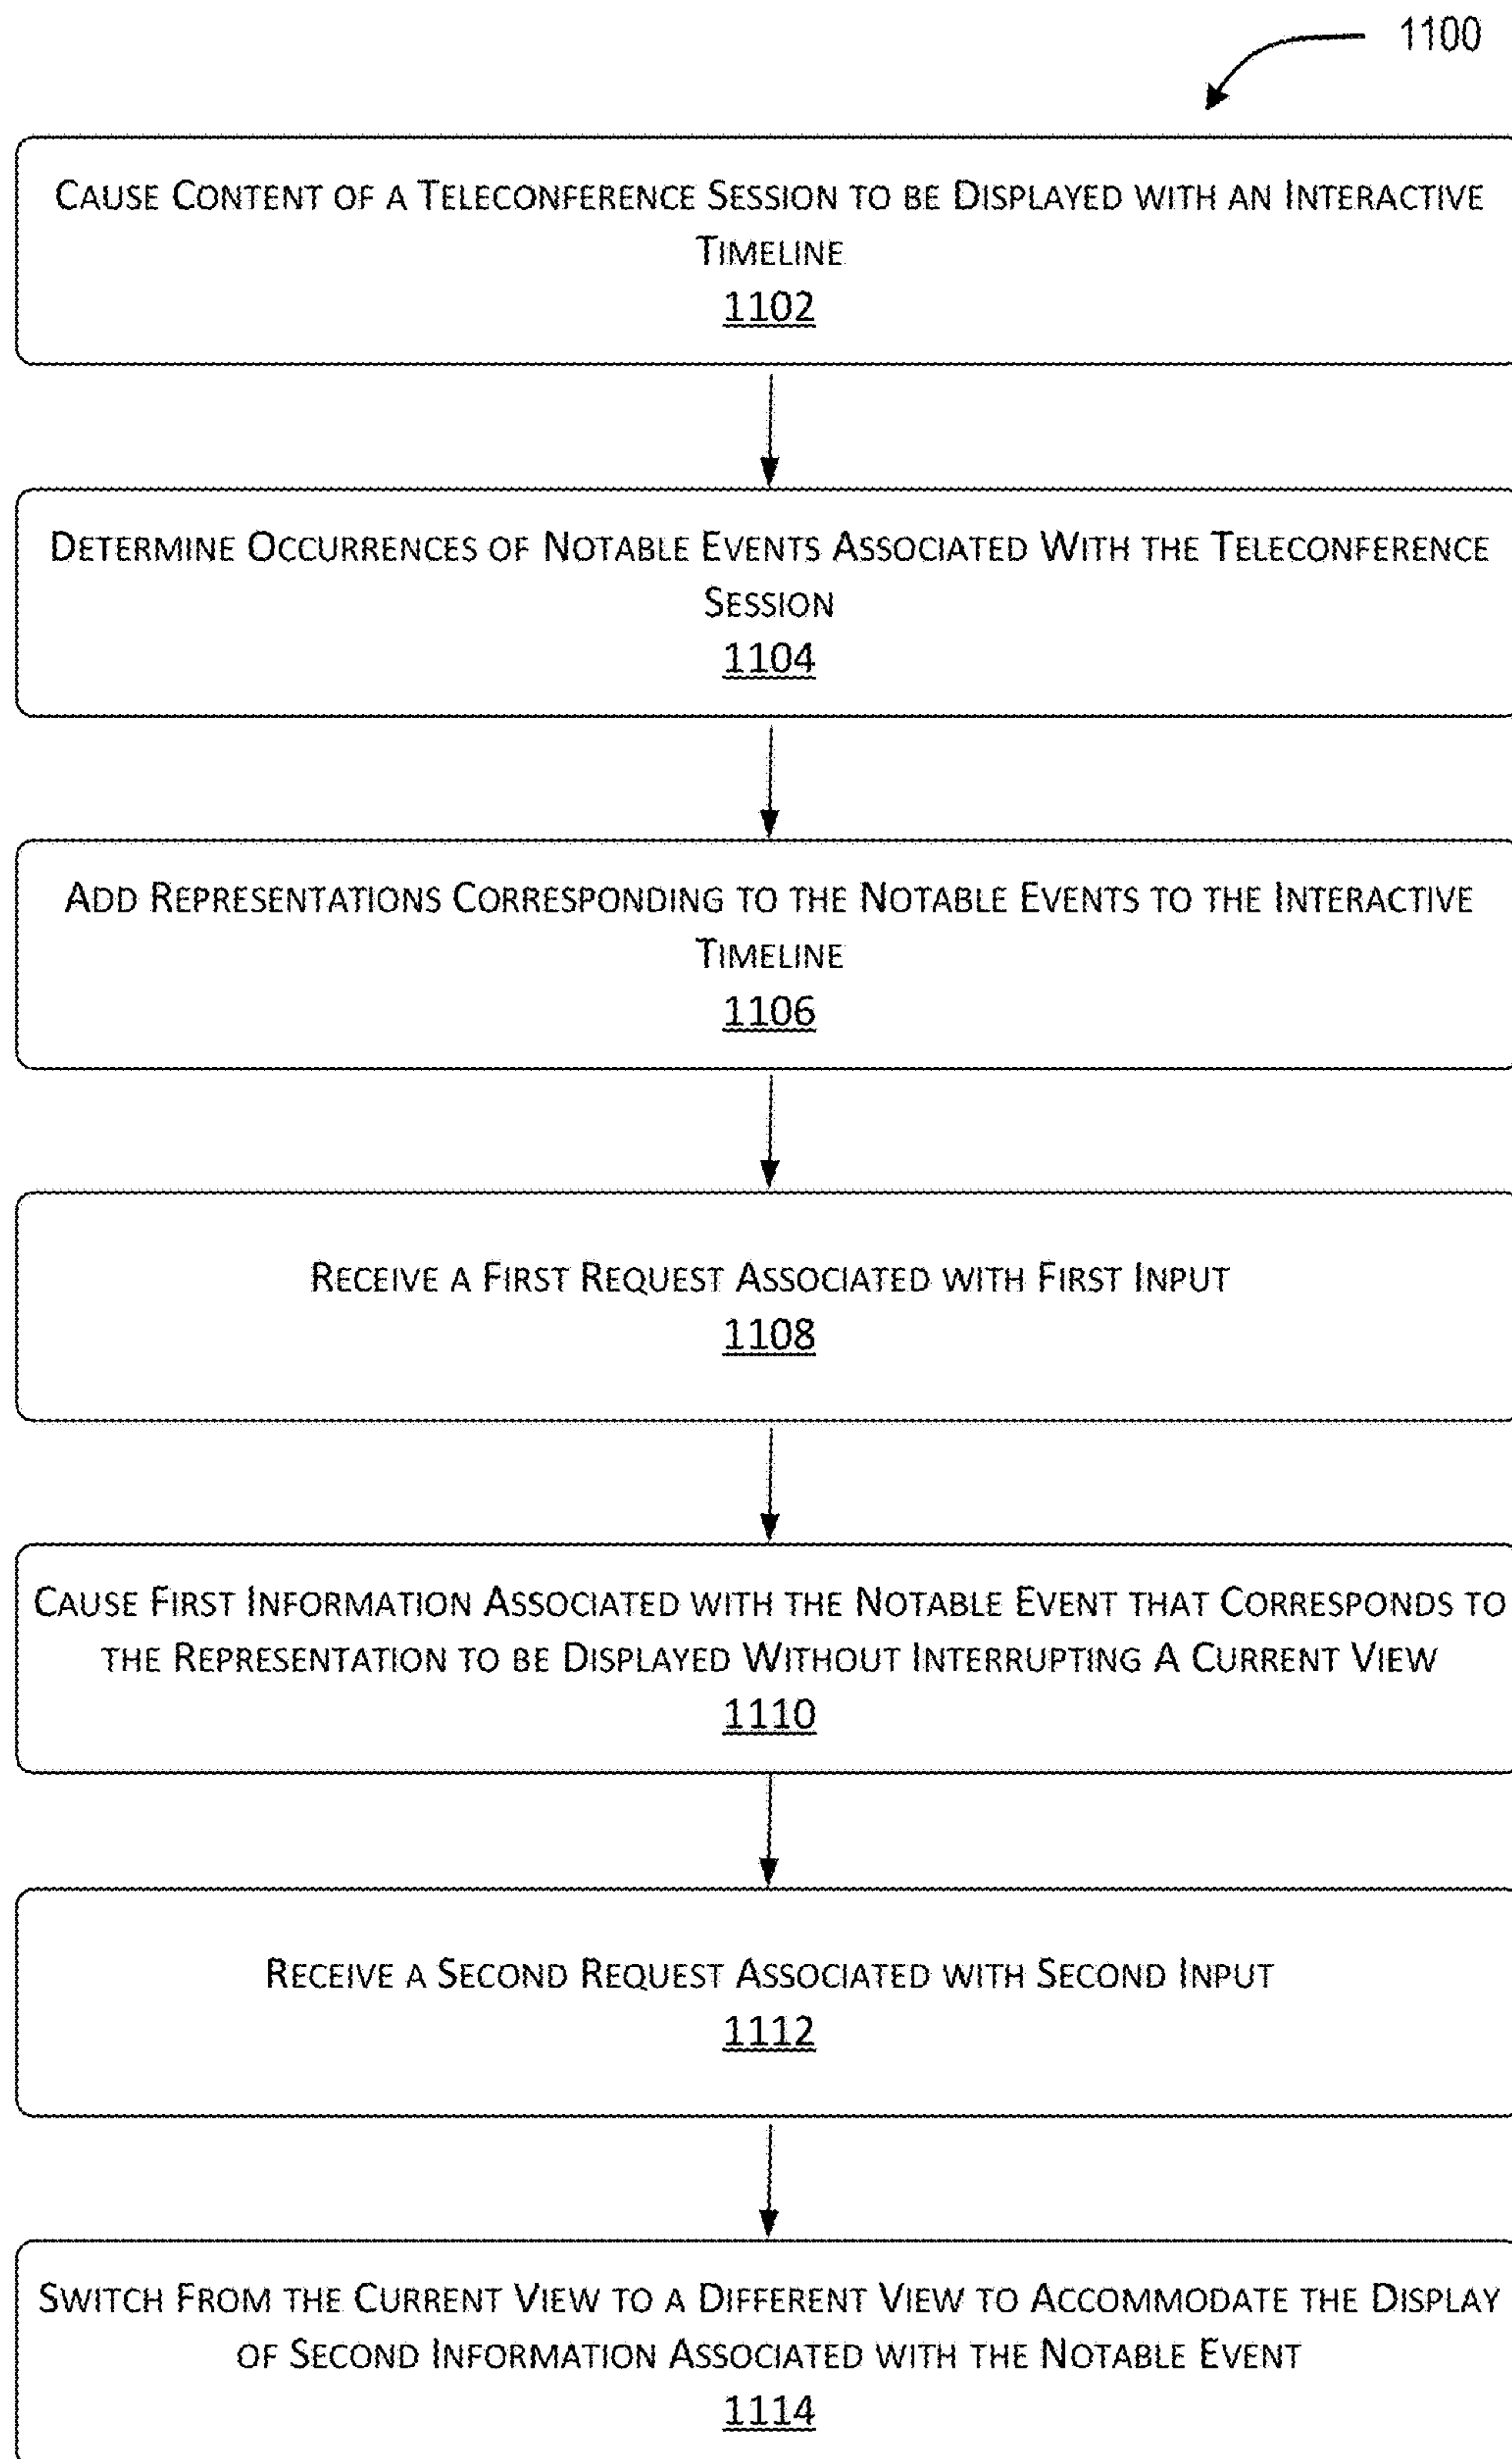 1100
Cause Content of a Teleconference Session to be Displayed with an Interactive
Timeline
1102
Determine Occurrences of Notable Events Associated With the Teleconference
Session
1104
Add Representations Corresponding to the Notable Events to the Interactive
Timeline
1106
Receive a First Request Associated with First Input
1108
Cause First Information Associated with the Notable Event that Corresponds to
the Representation to be Displayed Without Interrupting A Current View
1110
Receive a Second Request Associated with Second Input
1112
Switch From the Current View to a Different View to Accommodate the Display
of Second Information Associated with the Notable Event
1114